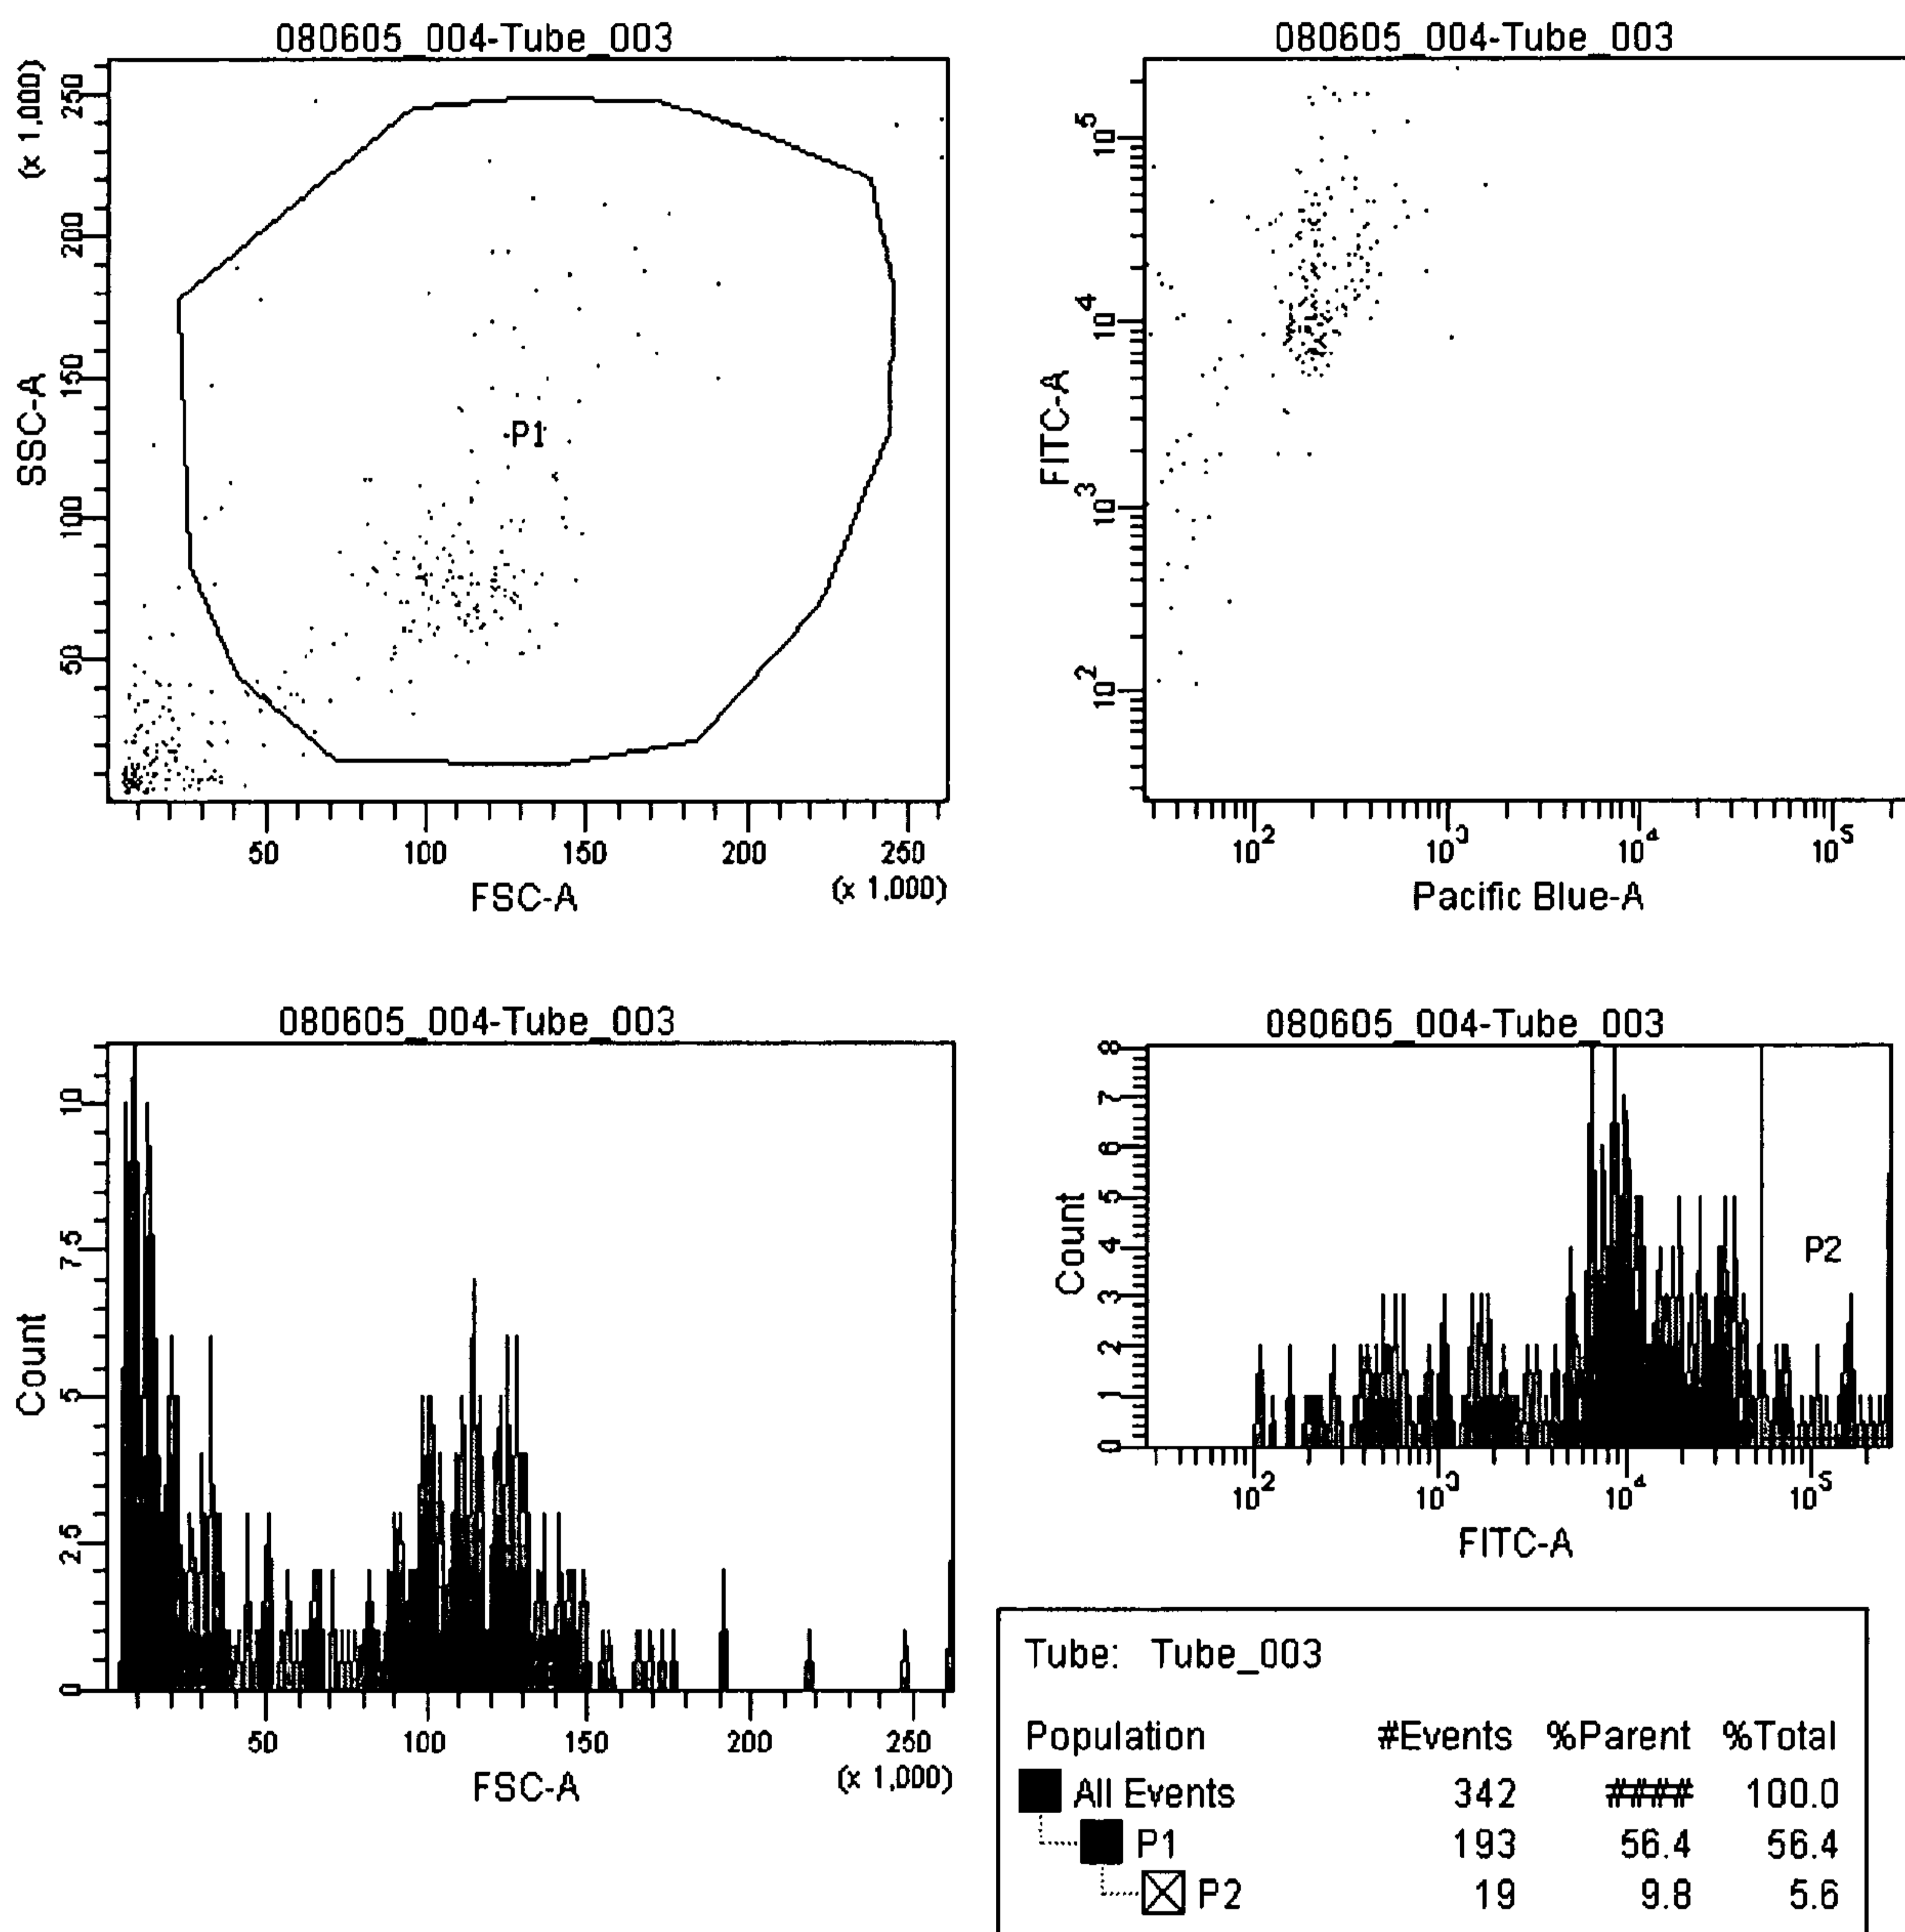 080605_004-Tube_003
(x 1,000)
250
200
150
100
50
SSC-A
P1
50 100 150 200 250
FSC-A (x 1,000)
080605_004-Tube_003
10^5
10^4
10^3
10^2
FITC-A
10^2 10^3 10^4 10^5
Pacific Blue-A
080605_004-Tube_003
10
7.5
5
2.5
0
Count
50 100 150 200 250
FSC-A (x 1,000)
080605_004-Tube_003
8
7
6
5
4
3
2
1
0
Count
P2
10^2 10^3 10^4 10^5
FITC-A
Tube: Tube_003
Population #Events %Parent %Total
All Events 342 #### 100.0
P1 193 56.4 56.4
P2 19 9.8 5.6